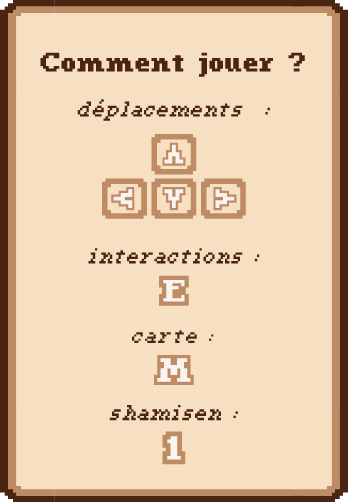 Comment jouer ?
déplacements :
interactions :
E
carte :
M
shamisen :
1